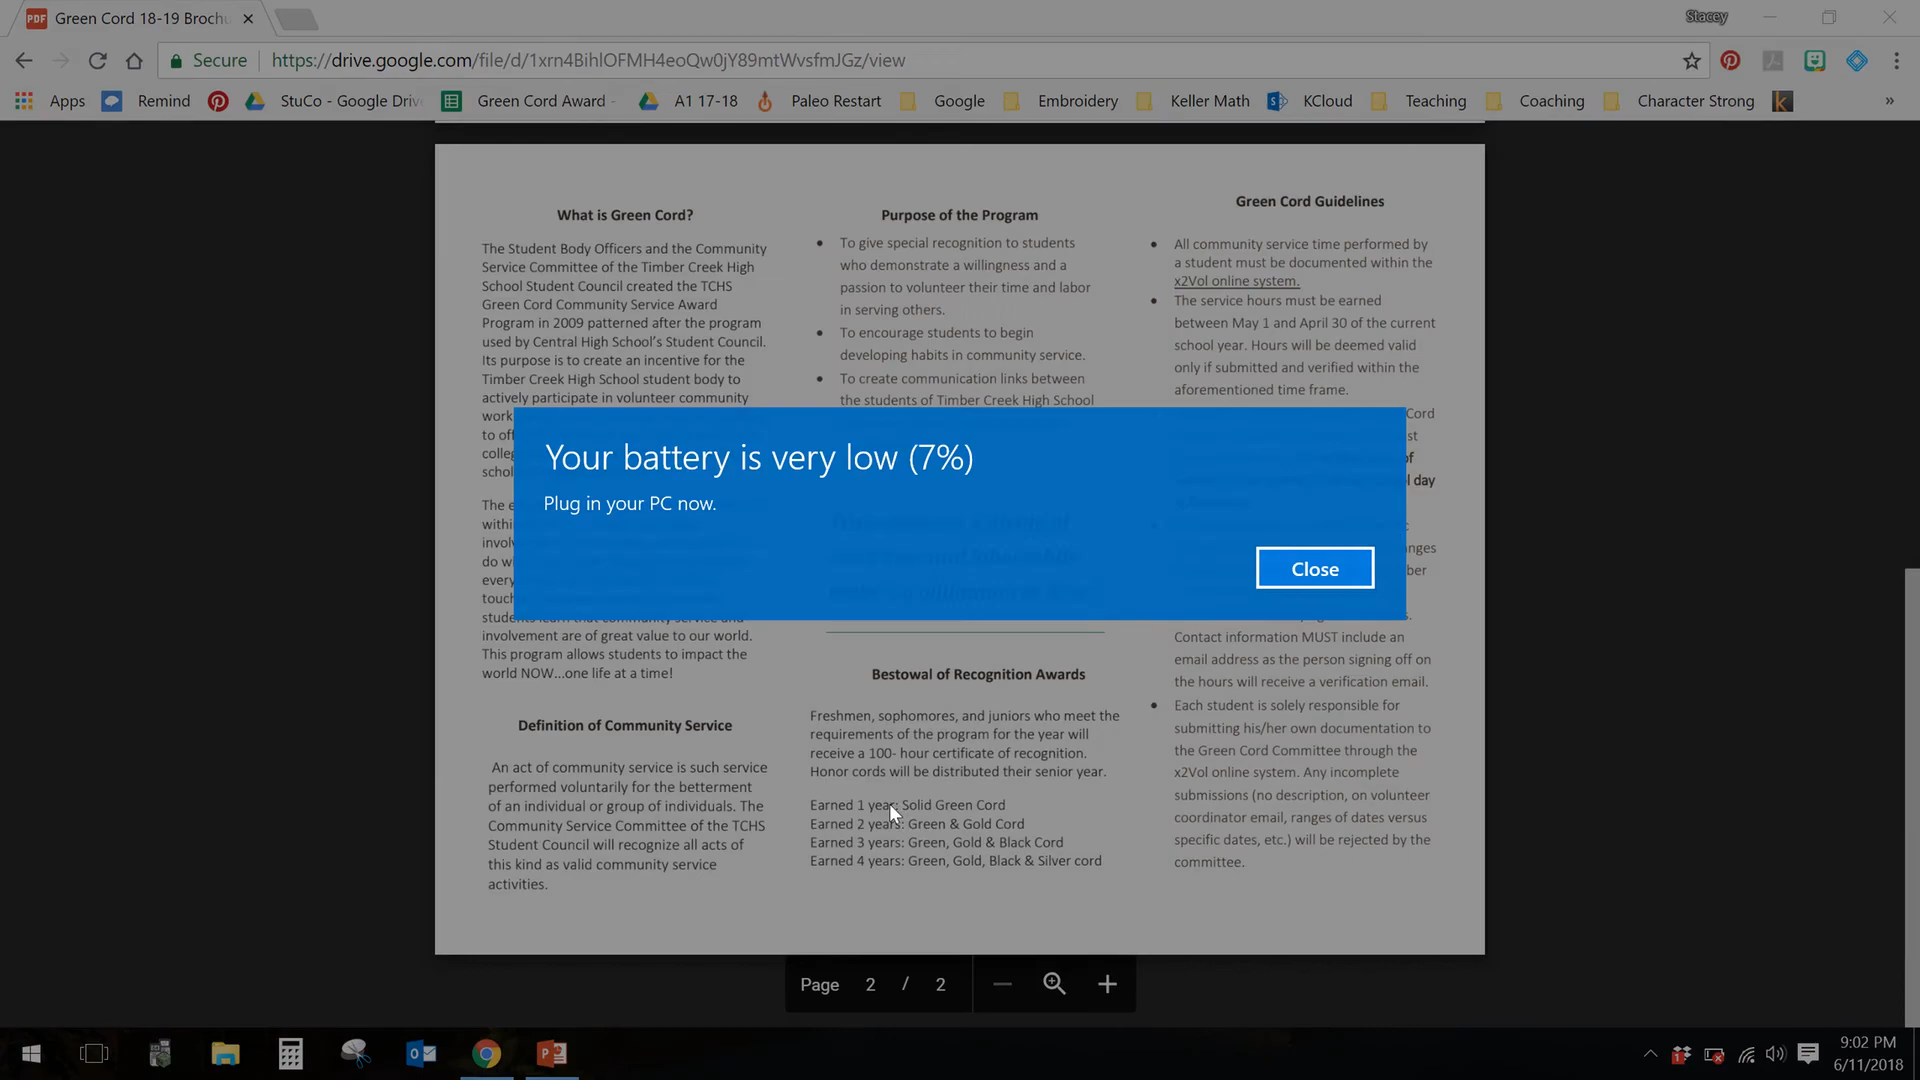 Green Cord 18-19 Brochu
Stacey
Secure
https://drive.google.com/file/d/1xrn4BihlOFMH4eoQw0jY89mtWvsfmJGz/view
Apps
Remind
StuCo - Google Drive
Green Cord Award -
A1 17-18
Paleo Restart
Google
Embroidery
Keller Math
KCloud
Teaching
Coaching
Character Strong
What is Green Cord?
The Student Body Officers and the Community
Service Committee of the Timber Creek High
School Student Council created the TCHS
Green Cord Community Service Award
Program in 2009 patterned after the program
used by Central High School's Student Council.
Its purpose is to create an incentive for the
Timber Creek High School student body to
actively participate in volunteer community
work
to
The
do
students learn that community service and
involvement are of great value to our world.
This program allows students to impact the
world NOW...one life at a time!
Definition of Community Service
An act of community service is such service
performed voluntarily for the betterment
of an individual or group of individuals. The
Community Service Committee of the TCHS
Student Council will recognize all acts of
this kind as valid community service
activities.
Purpose of the Program
• To give special recognition to students
who demonstrate a willingness and a
passion to volunteer their time and labor
in serving others.
• To encourage students to begin
developing habits in community service.
• To create communication links between
the students of Timber Creek High School
Bestowal of Recognition Awards
Freshmen, sophomores, and juniors who meet the
requirements of the program for the year will
receive a 100- hour certificate of recognition.
Honor cords will be distributed their senior year.
Earned 1 year: Solid Green Cord
Earned 2 years: Green & Gold Cord
Earned 3 years: Green, Gold & Black Cord
Earned 4 years: Green, Gold, Black & Silver cord
Green Cord Guidelines
• All community service time performed by
a student must be documented within the
x2Vol online system.
• The service hours must be earned
between May 1 and April 30 of the current
school year. Hours will be deemed valid
only if submitted and verified within the
aforementioned time frame.
Cord
of
day
Contact information MUST include an
email address as the person signing off on
the hours will receive a verification email.
• Each student is solely responsible for
submitting his/her own documentation to
the Green Cord Committee through the
x2Vol online system. Any incomplete
submissions (no description, on volunteer
coordinator email, ranges of dates versus
specific dates, etc.) will be rejected by the
committee.
Your battery is very low (7%)
Plug in your PC now.
Close
Page 2 / 2
9:02 PM
6/11/2018